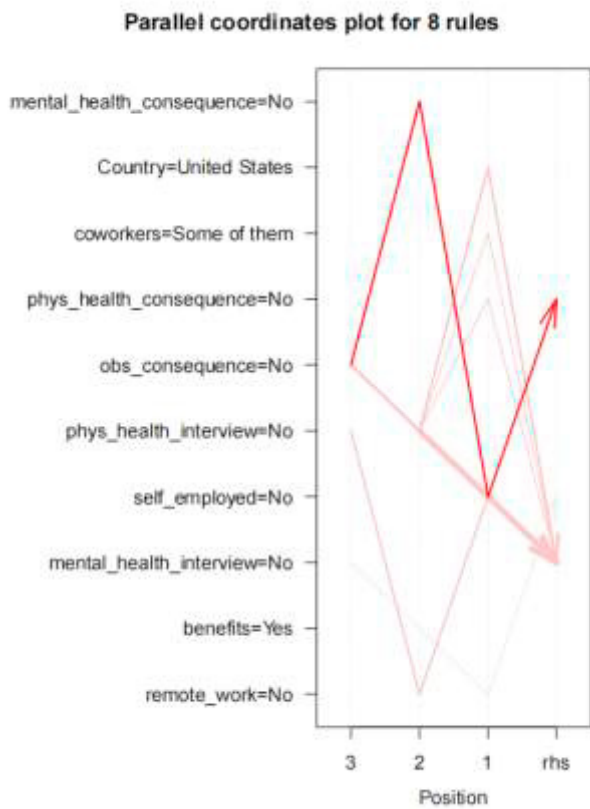 Parallel coordinates plot for 8 rules
mental_health_consequence=No
Country=United States
coworkers=Some of them
phys_health_consequence=No
obs_consequence=No
phys_health_interview=No
self_employed=No
mental_health_interview=No
benefits=Yes
remote_work=No
3 2 1 rhs
Position